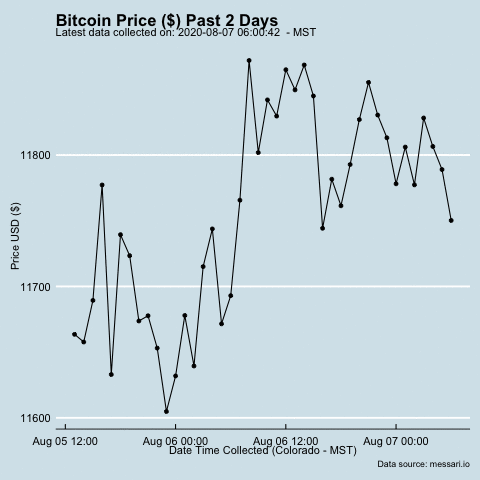 Bitcoin Price ($) Past 2 Days
Latest data collected on: 2020-08-07 06:00:42 - MST
11800
11700
11600
Price USD ($)
Aug 05 12:00 Aug 06 00:00 Aug 06 12:00 Aug 07 00:00
Date Time Collected (Colorado - MST)
Data source: messari.io